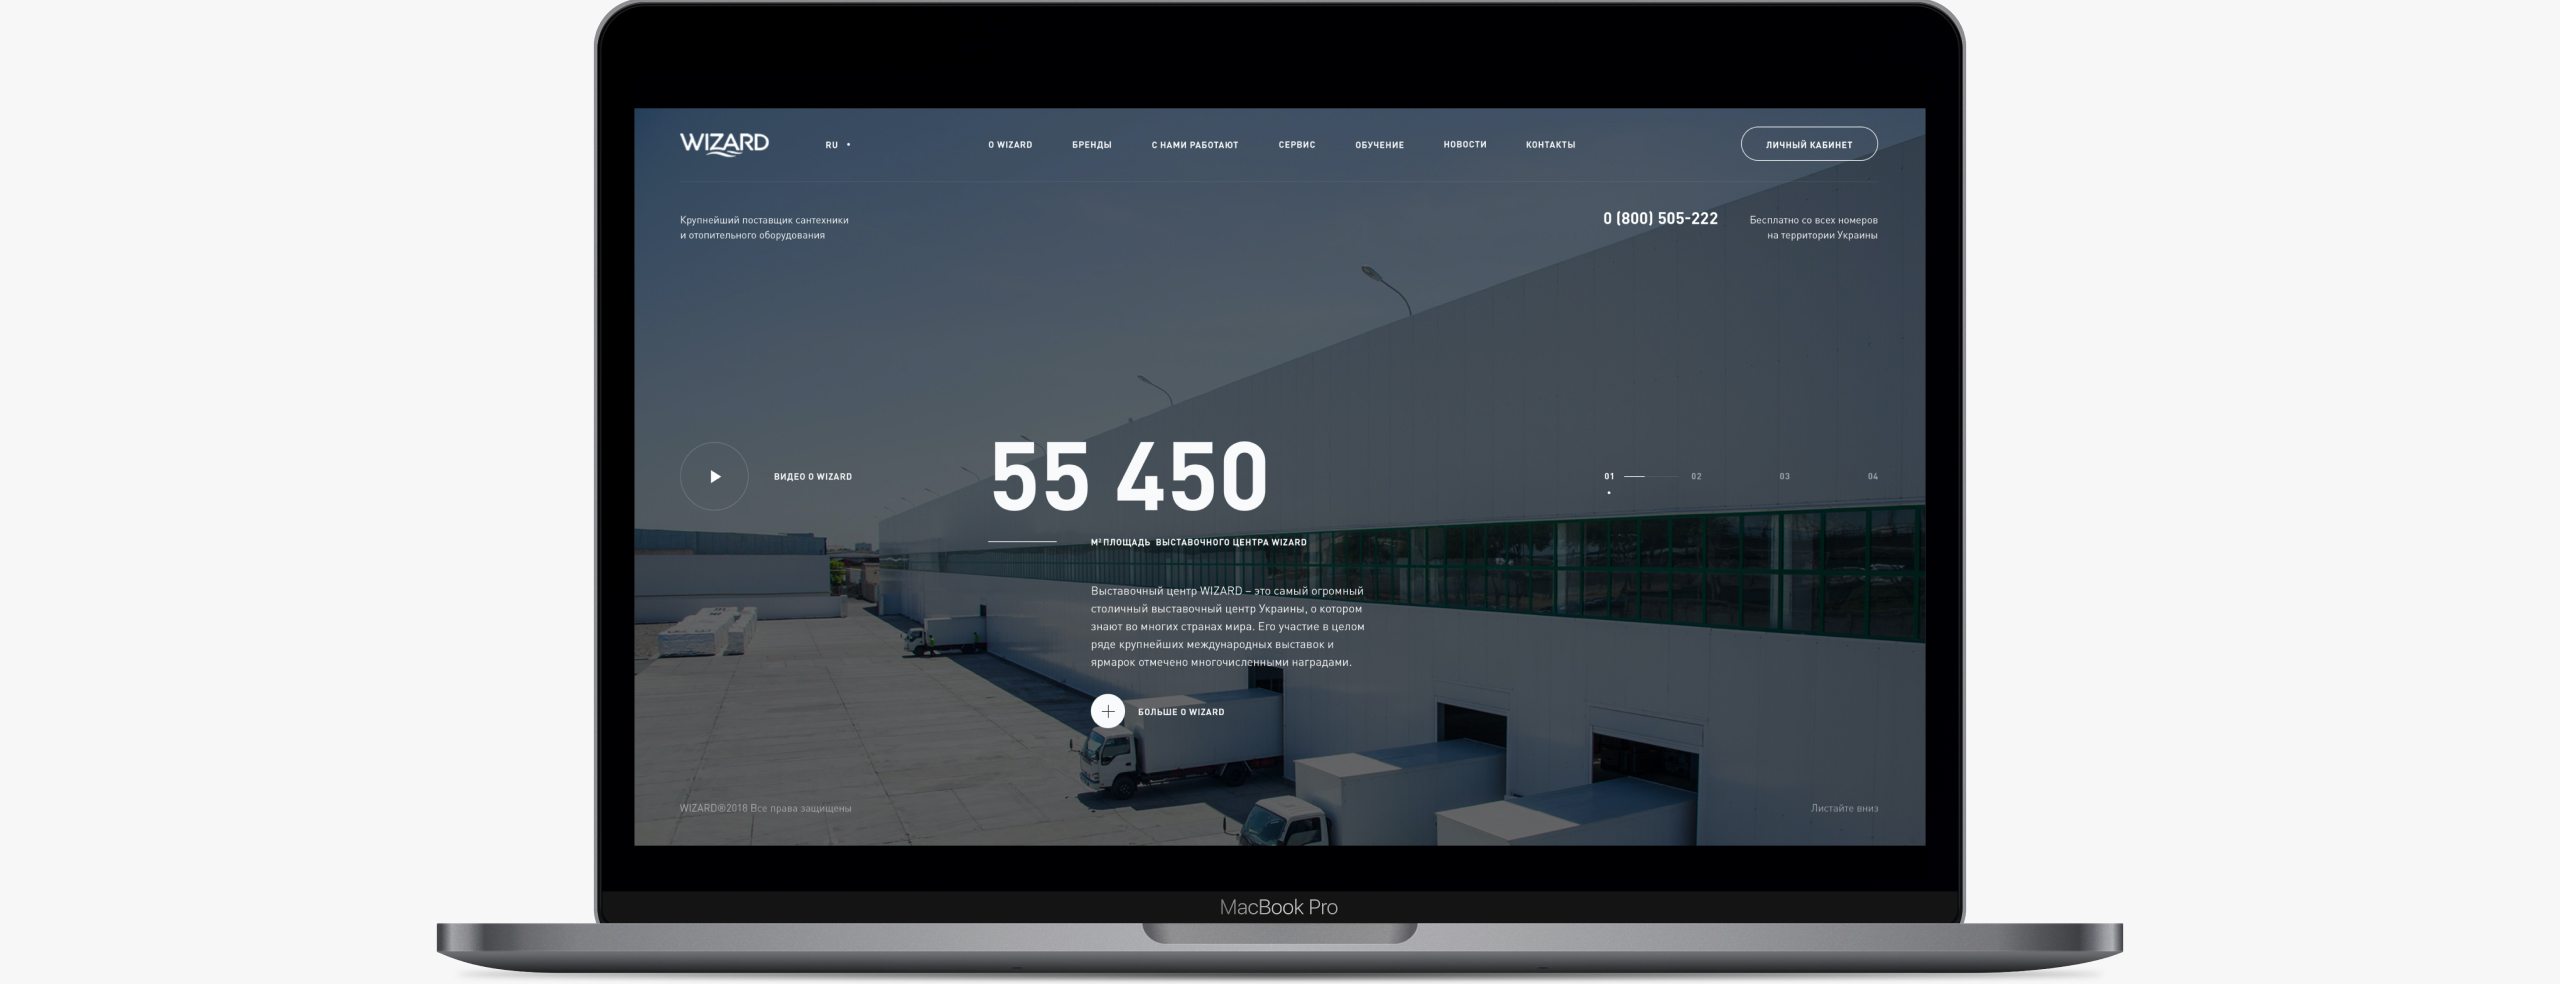 WIZARD
RU
О WIZARD
БРЕНДЫ
С НАМИ РАБОТАЮТ
СЕРВИС
ОБУЧЕНИЕ
НОВОСТИ
КОНТАКТЫ
ЛИЧНЫЙ КАБИНЕТ
Крупнейший поставщик сантехники
и отопительного оборудования
0 (800) 505-222
Бесплатно со всех номеров
на территории Украины
ВИДЕО О WIZARD
55 450
01
02
03
04
М² ПЛОЩАДЬ ВЫСТАВОЧНОГО ЦЕНТРА WIZARD
Выставочный центр WIZARD – это самый огромный
столичный выставочный центр Украины, о котором
знают во многих странах мира. Его участие в целом
ряде крупнейших международных выставок и
ярмарок отмечено многочисленными наградами.
БОЛЬШЕ О WIZARD
WIZARD®2018 Все права защищены
Листайте вниз
MacBook Pro